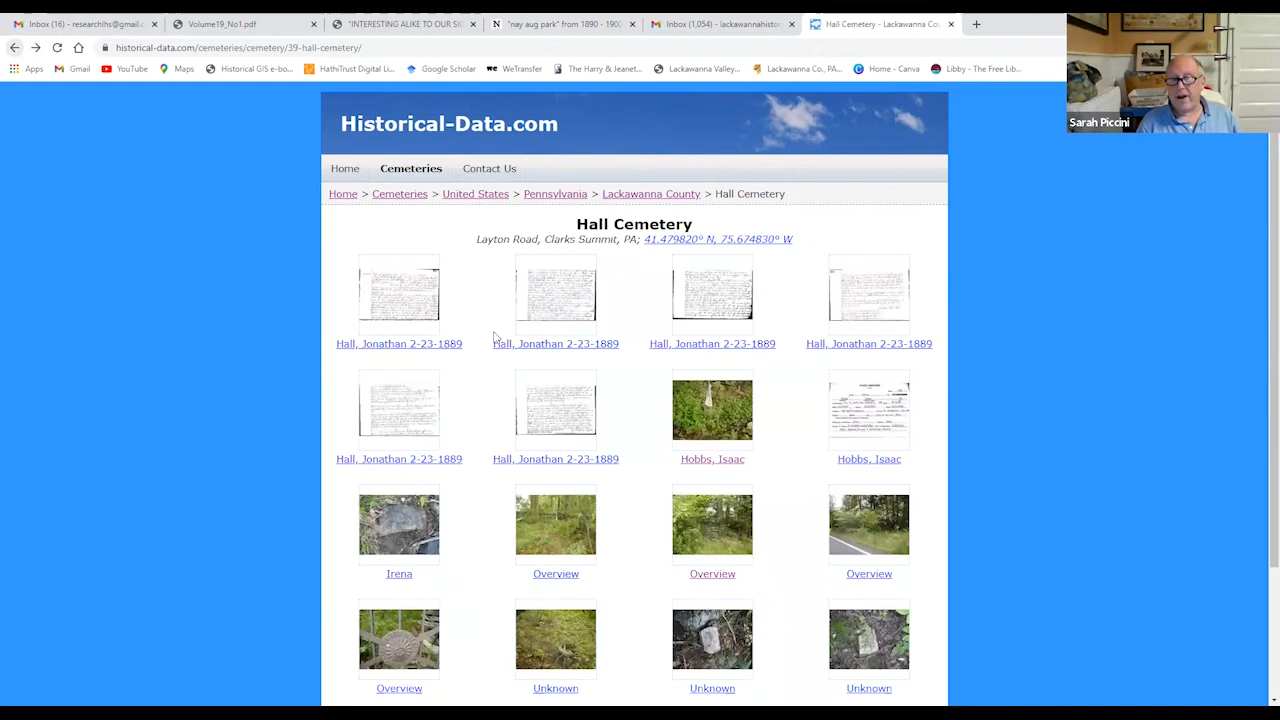 Inbox (16) - researchlhs@gmail.c
Volume19_No1.pdf
"INTERESTING ALIKE TO OUR SU
"nay aug park" from 1890 - 1900
Inbox (1,054) - lackawannahistor
Hall Cemetery - Lackawanna Cou
historical-data.com/cemeteries/cemetery/39-hall-cemetery/
Apps
Gmail
YouTube
Maps
Historical GIS e-bo...
HathiTrust Digital Li...
Google Scholar
WeTransfer
The Harry & Jeanet...
Lackawanna Valley...
Lackawanna Co., PA...
Home - Canva
Libby - The Free Lib...
Sarah Piccini
Historical-Data.com
Home Cemeteries Contact Us
Home > Cemeteries > United States > Pennsylvania > Lackawanna County > Hall Cemetery
Hall Cemetery
Layton Road, Clarks Summit, PA; 41.479820° N, 75.674830° W
Hall, Jonathan 2-23-1889
Hall, Jonathan 2-23-1889
Hall, Jonathan 2-23-1889
Hall, Jonathan 2-23-1889
Hall, Jonathan 2-23-1889
Hall, Jonathan 2-23-1889
Hobbs, Isaac
Hobbs, Isaac
Irena
Overview
Overview
Overview
Overview
Unknown
Unknown
Unknown